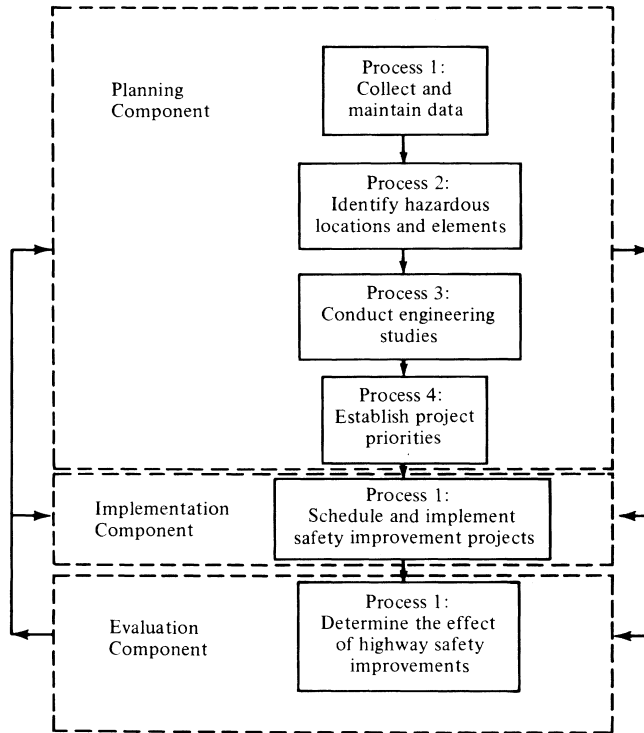 Planning
Component
Process 1:
Collect and
maintain data
Process 2:
Identify hazardous
locations and elements
Process 3:
Conduct engineering
studies
Process 4:
Establish project
priorities
Implementation
Component
Process 1:
Schedule and implement
safety improvement projects
Evaluation
Component
Process 1:
Determine the effect
of highway safety
improvements